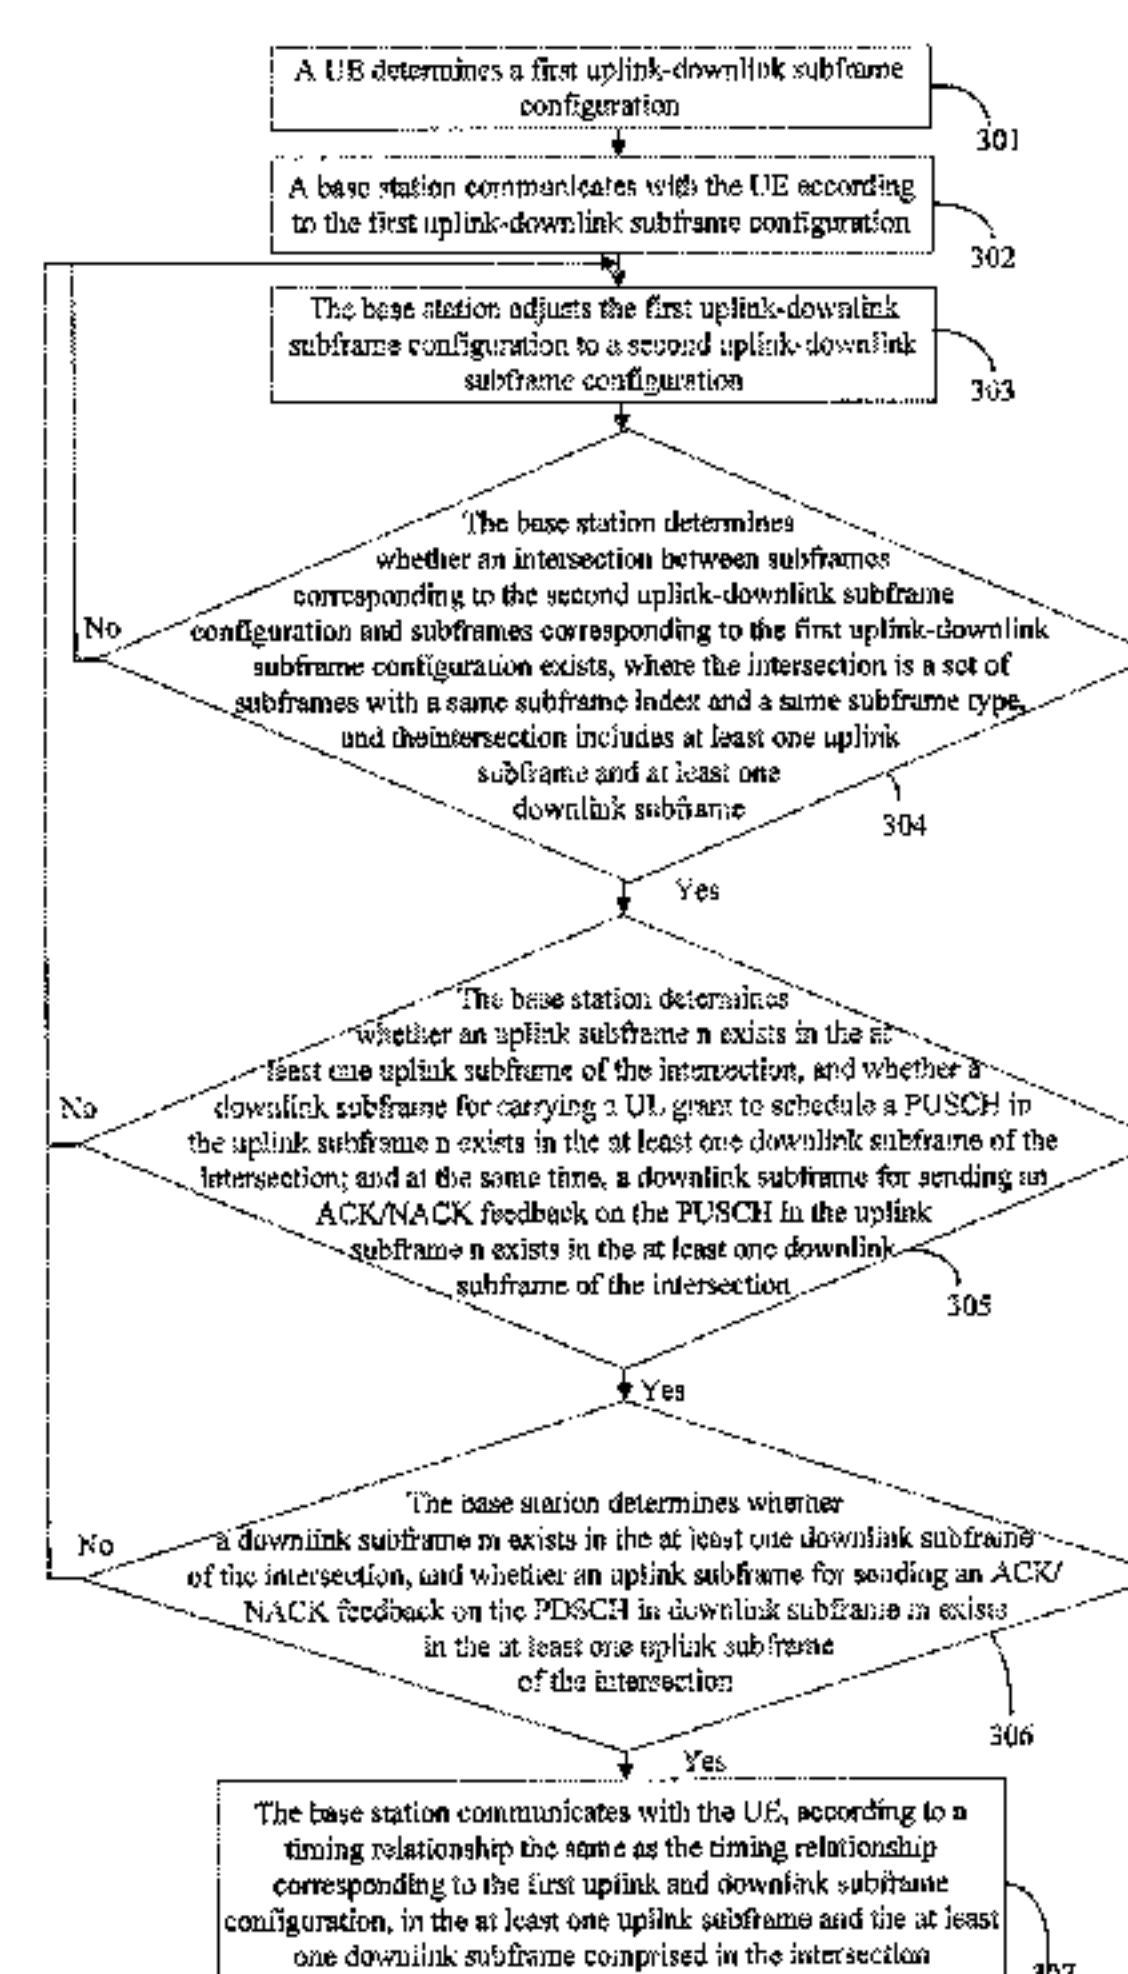 A UE determines a first uplink-downlink subframe
configuration
301
A base station communicates with the UE according
to the first uplink-downlink subframe configuration
302
The base station adjusts the first uplink-downlink
subframe configuration to a second uplink-downlink
subframe configuration
303
The base station determines
whether an intersection between subframes
corresponding to the second uplink-downlink subframe
No
configuration and subframes corresponding to the first uplink-downlink
subframe configuration exists, where the intersection is a set of
subframes with a same subframe index and a same subframe type,
and theintersection includes at least one uplink
subframe and at least one
downlink subframe
304
Yes
The base station determines
whether an uplink subframe n exists in the at
least one uplink subframe of the intersection, and whether a
No
downlink subframe for carrying a UL grant to schedule a PUSCH in
the uplink subframe n exists in the at least one downlink subframe of the
intersection; and at the same time, a downlink subframe for sending an
ACK/NACK feedback on the PUSCH in the uplink
subframe n exists in the at least one downlink
subframe of the intersection
305
Yes
The base station determines whether
No
a downlink subframe m exists in the at least one downlink subframe
of the intersection, and whether an uplink subframe for sending an ACK/
NACK feedback on the PDSCH in downlink subframe m exists
in the at least one uplink subframe
of the intersection
306
Yes
The base station communicates with the UE, according to a
timing relationship the same as the timing relationship
corresponding to the first uplink and downlink subframe
configuration, in the at least one uplink subframe and the at least
one downlink subframe comprised in the intersection
307